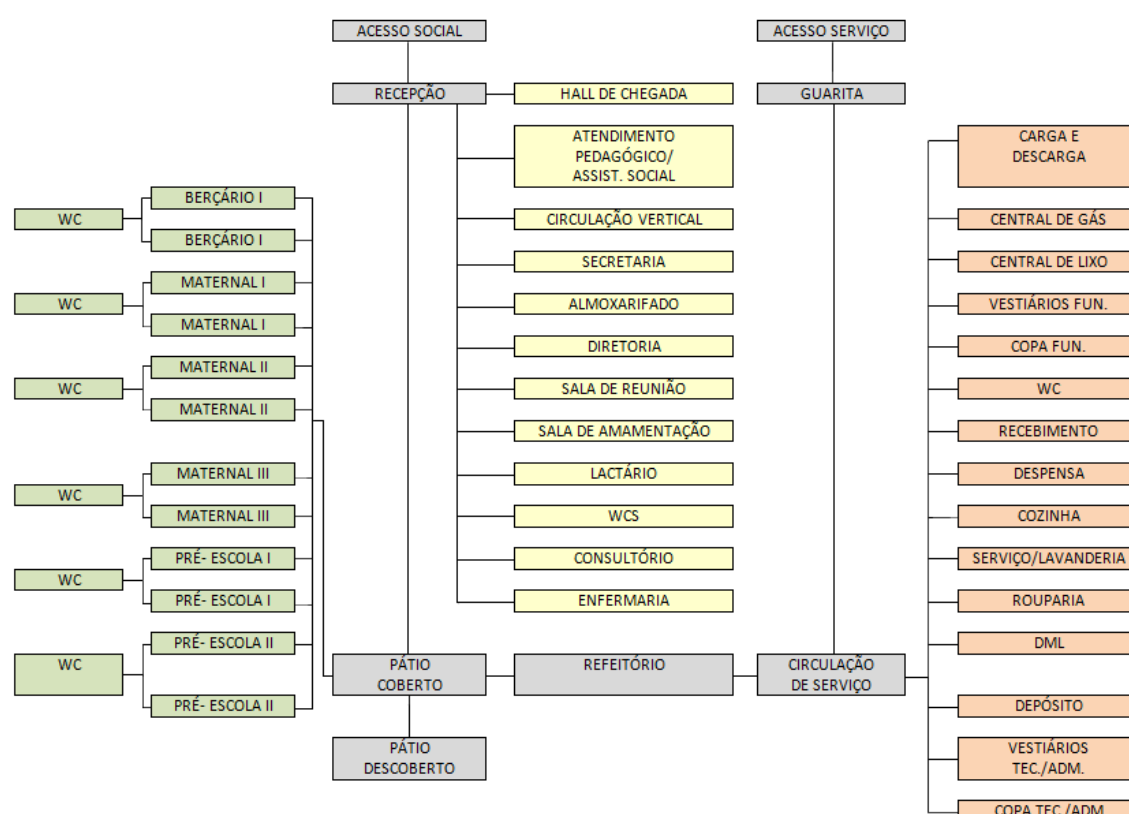 ACESSO SOCIAL
ACESSO SERVIÇO
RECEPÇÃO
HALL DE CHEGADA
GUARITA
ATENDIMENTO
PEDAGÓGICO/
ASSIST. SOCIAL
CARGA E
DESCARGA
BERÇÁRIO I
WC
BERÇÁRIO I
CIRCULAÇÃO VERTICAL
CENTRAL DE GÁS
SECRETARIA
CENTRAL DE LIXO
MATERNAL I
WC
MATERNAL I
ALMOXARIFADO
VESTIÁRIOS FUN.
DIRETORIA
COPA FUN.
MATERNAL II
WC
MATERNAL II
SALA DE REUNIÃO
WC
SALA DE AMAMENTAÇÃO
RECEBIMENTO
MATERNAL III
WC
MATERNAL III
LACTÁRIO
DESPENSA
WCS
COZINHA
PRÉ- ESCOLA I
WC
PRÉ- ESCOLA I
CONSULTÓRIO
SERVIÇO/LAVANDERIA
ENFERMARIA
ROUPARIA
PRÉ- ESCOLA II
WC
PRÉ- ESCOLA II
DML
PÁTIO
COBERTO
REFEITÓRIO
CIRCULAÇÃO
DE SERVIÇO
DEPÓSITO
PÁTIO
DESCOBERTO
VESTIÁRIOS
TEC./ADM.
COPA TEC./ADM